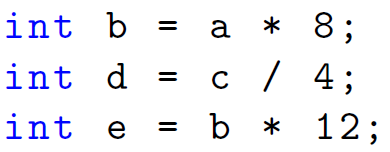 int b = a * 8;
int d = c / 4;
int e = b * 12;